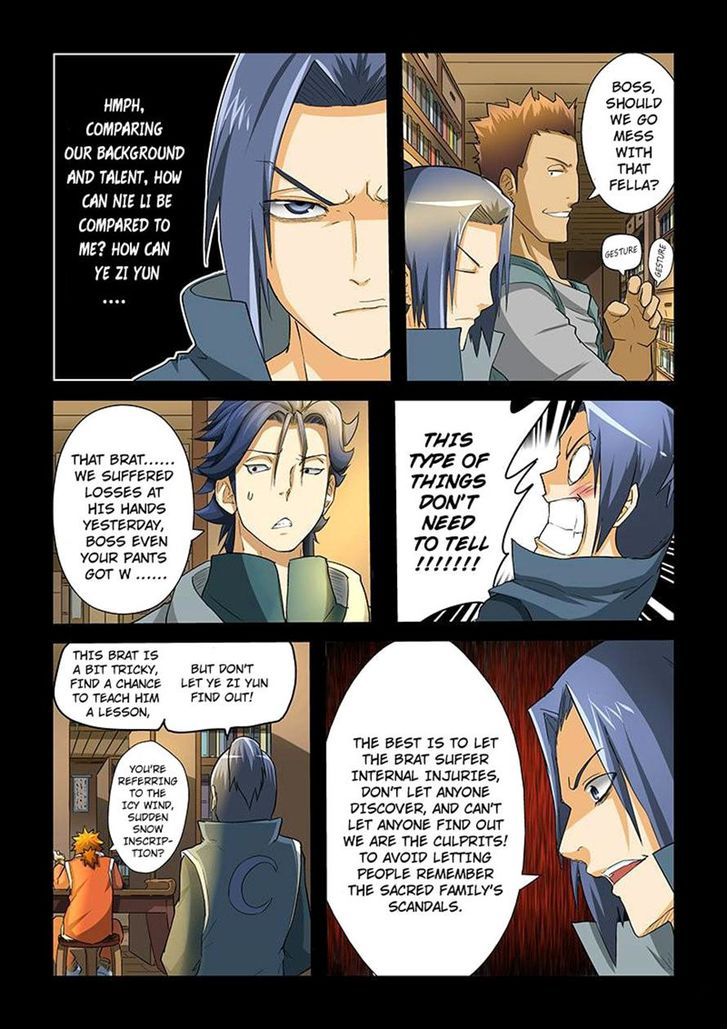 HMPH,
COMPARING
OUR BACKGROUND
AND TALENT, HOW
CAN NIE LI BE
COMPARED TO
ME? HOW CAN
YE ZI YUN
....
BOSS,
SHOULD
WE GO
MESS
WITH
THAT
FELLA?
GESTURE
GESTURE
THAT BRAT......
WE SUFFERED
LOSSES AT
HIS HANDS
YESTERDAY,
BOSS EVEN
YOUR PANTS
GOT W ......
THIS
TYPE OF
THINGS
DON'T
NEED
TO TELL
!!!!!!!
THIS BRAT IS
A BIT TRICKY,
FIND A CHANCE
TO TEACH HIM
A LESSON,
BUT DON'T
LET YE ZI YUN
FIND OUT!
YOU'RE
REFERRING
TO THE
ICY WIND,
SUDDEN
SNOW
INSCRIP-
TION?
THE BEST IS TO LET
THE BRAT SUFFER
INTERNAL INJURIES,
DON'T LET ANYONE
DISCOVER, AND CAN'T
LET ANYONE FIND OUT
WE ARE THE CULPRITS!
TO AVOID LETTING
PEOPLE REMEMBER
THE SACRED FAMILY'S
SCANDALS.